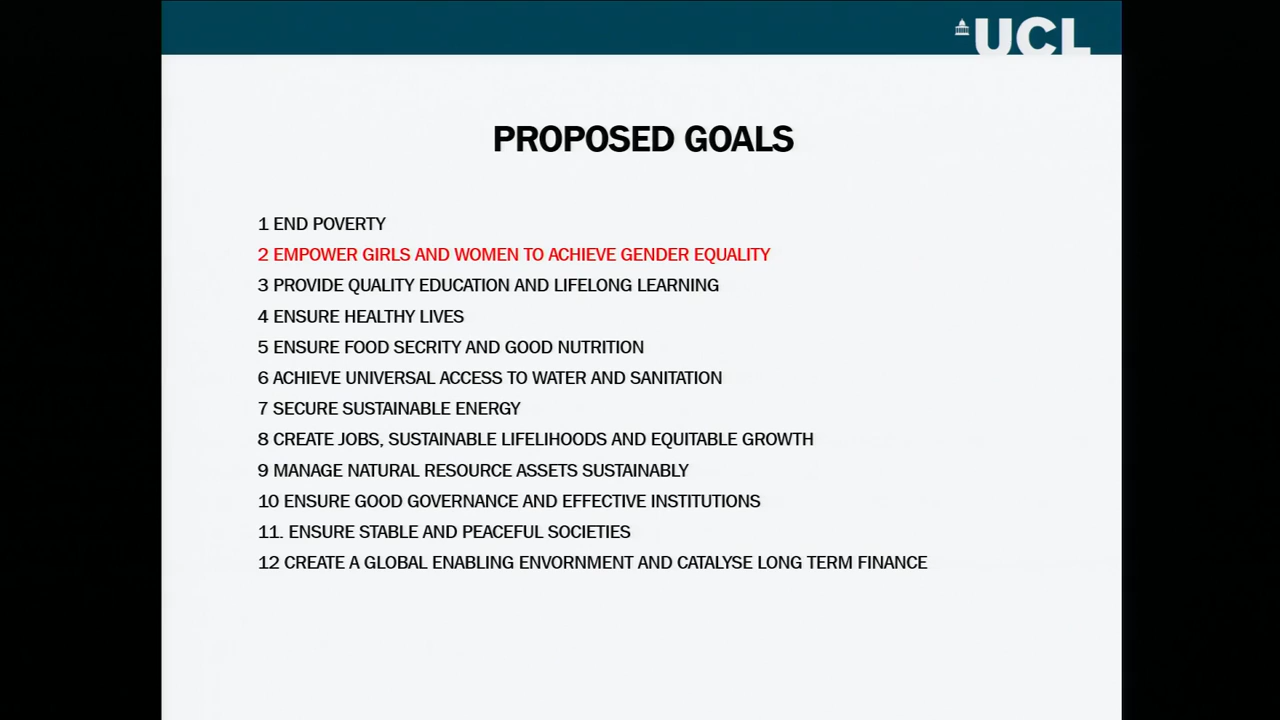 UCL
PROPOSED GOALS
1 END POVERTY
2 EMPOWER GIRLS AND WOMEN TO ACHIEVE GENDER EQUALITY
3 PROVIDE QUALITY EDUCATION AND LIFELONG LEARNING
4 ENSURE HEALTHY LIVES
5 ENSURE FOOD SECRITY AND GOOD NUTRITION
6 ACHIEVE UNIVERSAL ACCESS TO WATER AND SANITATION
7 SECURE SUSTAINABLE ENERGY
8 CREATE JOBS, SUSTAINABLE LIFELIHOODS AND EQUITABLE GROWTH
9 MANAGE NATURAL RESOURCE ASSETS SUSTAINABLY
10 ENSURE GOOD GOVERNANCE AND EFFECTIVE INSTITUTIONS
11. ENSURE STABLE AND PEACEFUL SOCIETIES
12 CREATE A GLOBAL ENABLING ENVORNMENT AND CATALYSE LONG TERM FINANCE